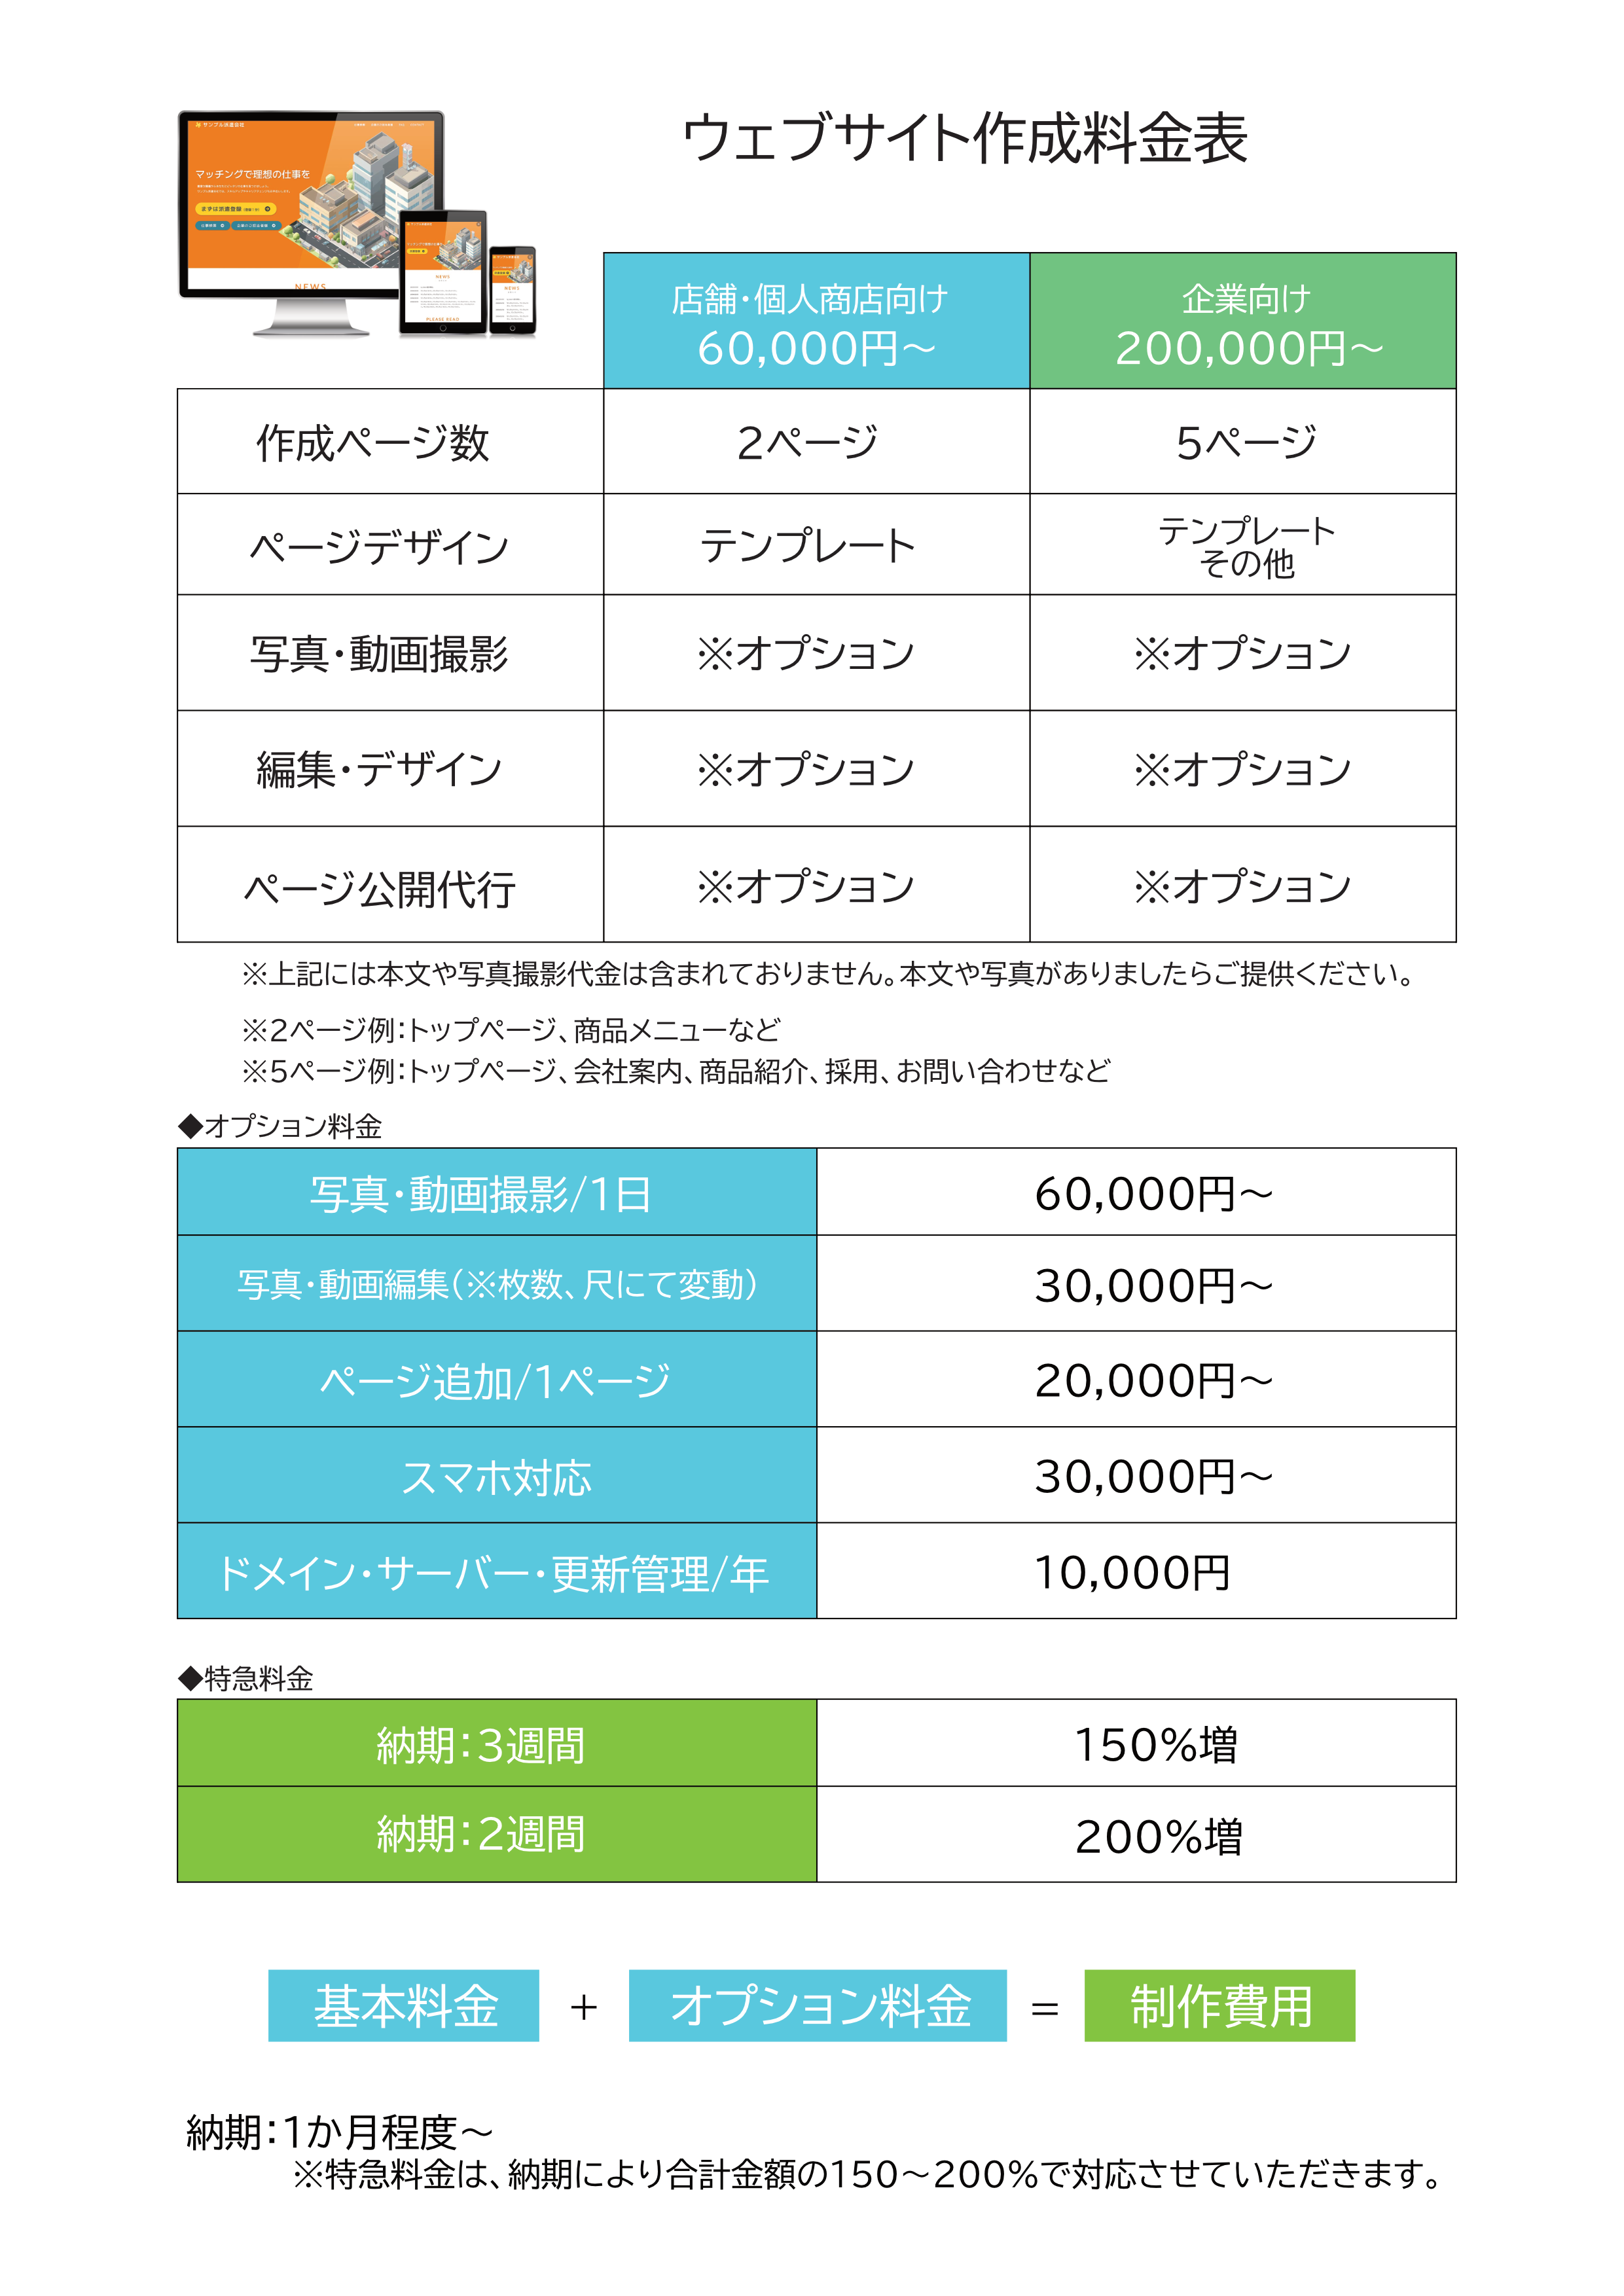 ウェブサイト作成料金表
サンプル派遣会社
マッチングで理想の仕事を
まずは派遣登録
NEWS
NEWS
PLEASE READ
NEWS
店舗・個人商店向け 企業向け
60,000円～ 200,000円～
作成ページ数 2ページ 5ページ
ページデザイン テンプレート テンプレート
その他
写真・動画撮影 ※オプション ※オプション
編集・デザイン ※オプション ※オプション
ページ公開代行 ※オプション ※オプション
※上記には本文や写真撮影代金は含まれておりません。本文や写真がありましたらご提供ください。
※2ページ例：トップページ、商品メニューなど
※5ページ例：トップページ、会社案内、商品紹介、採用、お問い合わせなど
◆オプション料金
写真・動画撮影/1日 60,000円～
写真・動画編集（※枚数、尺にて変動） 30,000円～
ページ追加/1ページ 20,000円～
スマホ対応 30,000円～
ドメイン・サーバー・更新管理/年 10,000円
◆特急料金
納期：3週間 150%増
納期：2週間 200%増
基本料金 + オプション料金 = 制作費用
納期：1か月程度～
※特急料金は、納期により合計金額の150～200%で対応させていただきます。